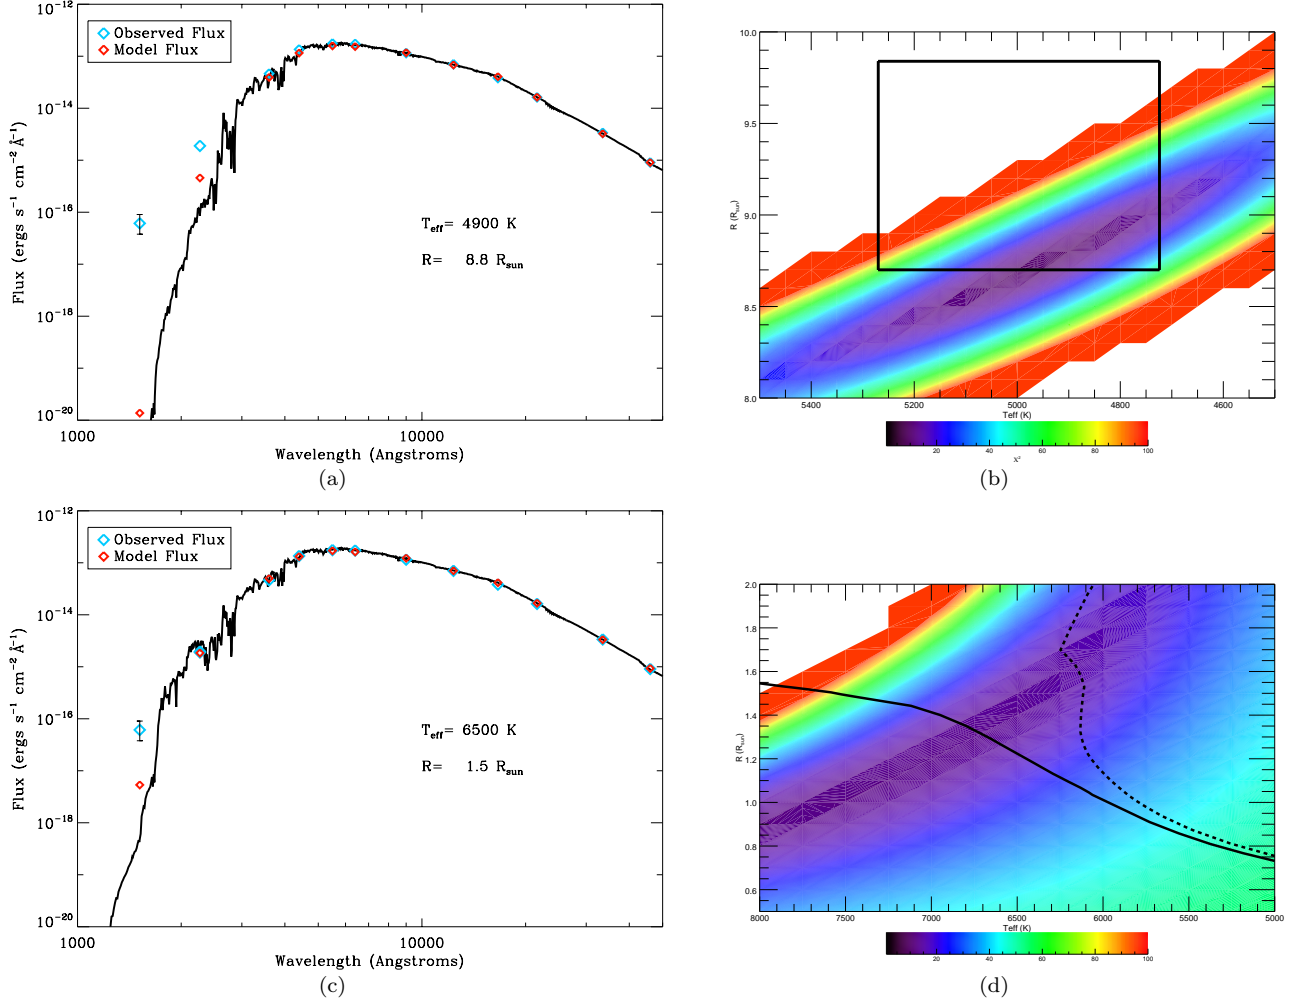 10⁻¹²
10⁻¹⁴
10⁻¹⁶
10⁻¹⁸
10⁻²⁰
Flux (ergs s⁻¹ cm⁻² Å⁻¹)
Observed Flux
Model Flux
T_eff= 4900 K
R= 8.8 R_sun
1000 10000
Wavelength (Angstroms)
(a)
10.0
9.5
9.0
8.5
8.0
R (R_sun)
5400 5200 5000 4800 4600
Teff (K)
20 40 60 80 100
χ²
(b)
10⁻¹²
10⁻¹⁴
10⁻¹⁶
10⁻¹⁸
10⁻²⁰
Flux (ergs s⁻¹ cm⁻² Å⁻¹)
Observed Flux
Model Flux
T_eff= 6500 K
R= 1.5 R_sun
1000 10000
Wavelength (Angstroms)
(c)
2.0
1.8
1.6
1.4
1.2
1.0
0.8
0.6
R (R_sun)
8000 7500 7000 6500 6000 5500 5000
Teff (K)
20 40 60 80 100
(d)